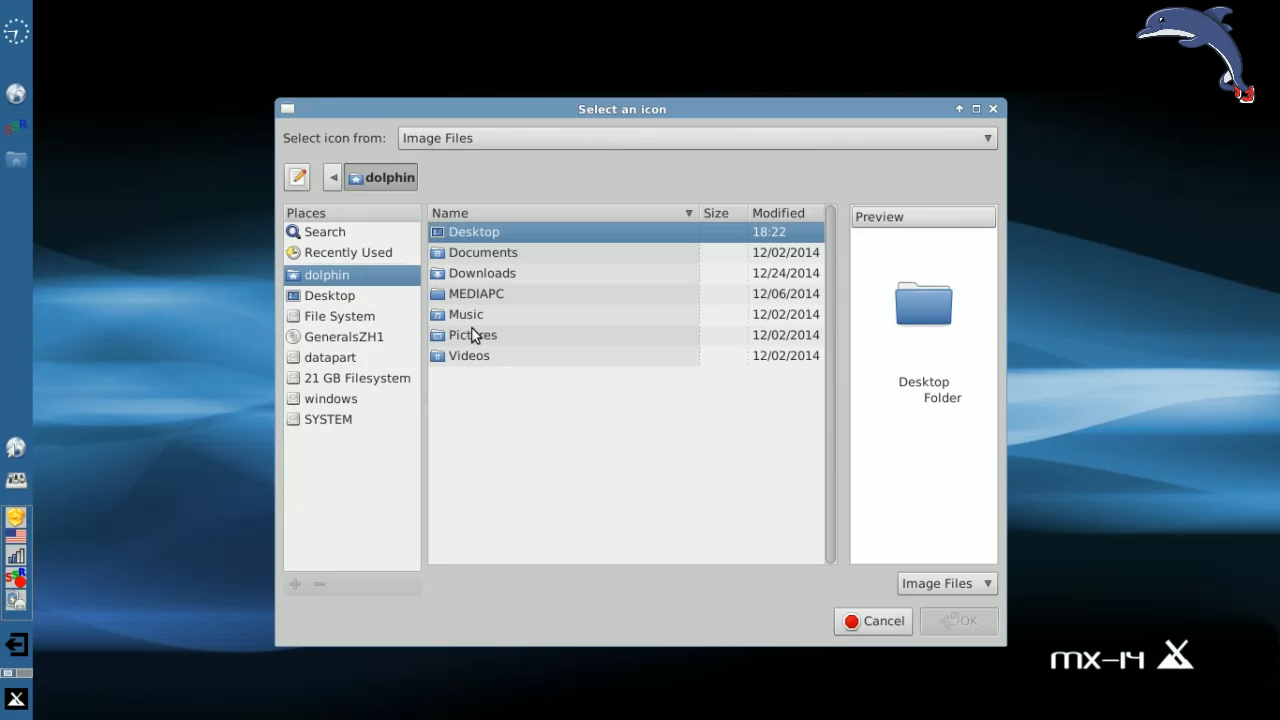 Select an icon
Select icon from: Image Files
dolphin
Places
Search
Recently Used
dolphin
Desktop
File System
GeneralsZH1
datapart
21 GB Filesystem
windows
SYSTEM
Name Size Modified
Desktop 18:22
Documents 12/02/2014
Downloads 12/24/2014
MEDIAPC 12/06/2014
Music 12/02/2014
Pictures 12/02/2014
Videos 12/02/2014
Preview
Desktop
Folder
Image Files
Cancel OK
SSR
SSR
mx-14